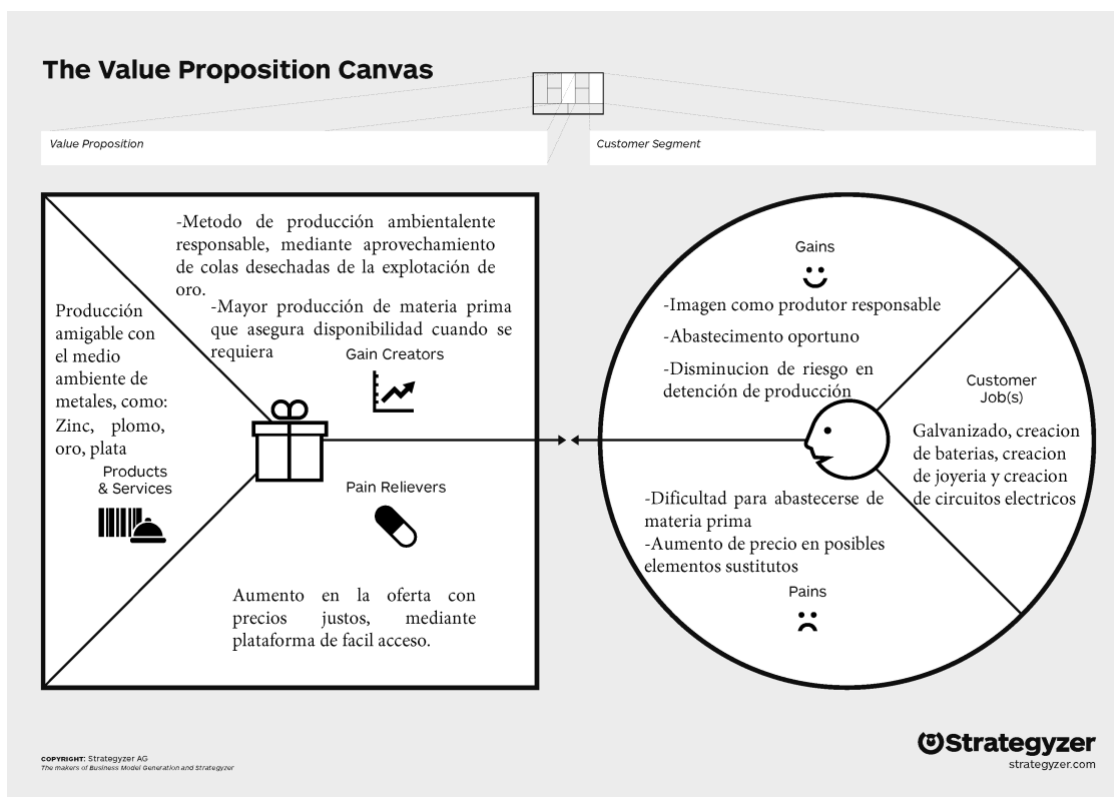 The Value Proposition Canvas
Value Proposition
Customer Segment
-Metodo de producción ambientalente
responsable, mediante aprovechamiento
de colas desechadas de la explotación de
oro.
-Mayor producción de materia prima
que asegura disponibilidad cuando se
requiera
Gain Creators
Producción
amigable con
el medio
ambiente de
metales, como:
Zinc, plomo,
oro, plata
Products
& Services
Pain Relievers
Aumento en la oferta con
precios justos, mediante
plataforma de facil acceso.
Gains
-Imagen como produtor responsable
-Abastecimento oportuno
-Disminucion de riesgo en
detención de producción
Customer
Job(s)
Galvanizado, creacion
de baterias, creacion
de joyeria y creacion
de circuitos electricos
-Dificultad para abastecerse de
materia prima
-Aumento de precio en posibles
elementos sustitutos
Pains
COPYRIGHT: Strategyzer AG
The makers of Business Model Generation and Strategyzer
Strategyzer
strategyzer.com